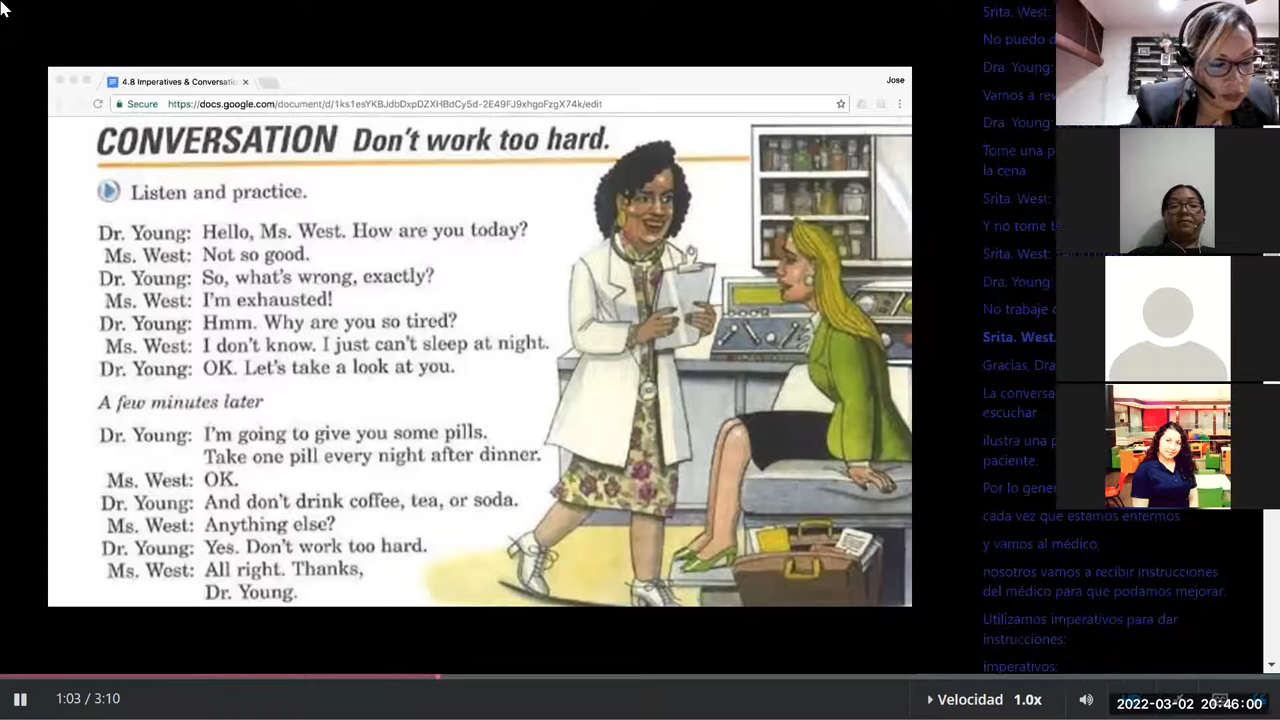 4.8 Imperatives & Conversatio
Jose
Secure https://docs.google.com/document/d/1ks1esYKBJdbDxpDZXHBdCy5d-2E49FJ9xhgoFzgX74k/edit
CONVERSATION Don't work too hard.
Listen and practice.
Dr. Young: Hello, Ms. West. How are you today?
Ms. West: Not so good.
Dr. Young: So, what's wrong, exactly?
Ms. West: I'm exhausted!
Dr. Young: Hmm. Why are you so tired?
Ms. West: I don't know. I just can't sleep at night.
Dr. Young: OK. Let's take a look at you.
A few minutes later
Dr. Young: I'm going to give you some pills.
Take one pill every night after dinner.
Ms. West: OK.
Dr. Young: And don't drink coffee, tea, or soda.
Ms. West: Anything else?
Dr. Young: Yes. Don't work too hard.
Ms. West: All right. Thanks,
Dr. Young.
Srita. West:
No puedo d
Dra. Young:
Vamos a rev
Dra. Young
Tome una p
la cena.
Srita. West:
Y no tome te
Srita. West:
Dra. Young:
No trabaje d
Srita. West.
Gracias, Dra
La conversa
escuchar
ilustra una p
paciente.
Por lo gener
cada vez que estamos enfermos
y vamos al médico,
nosotros vamos a recibir instrucciones
del médico para que podamos mejorar.
Utilizamos imperativos para dar
instrucciones:
imperativos:
1:03 / 3:10
Velocidad 1.0x
2022-03-02 20:46:00